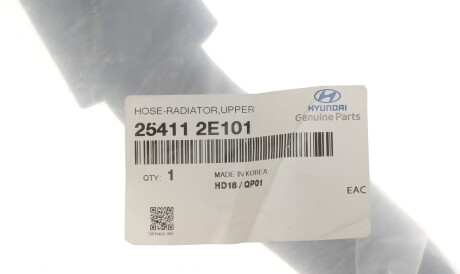 HOSE-RADIATOR,UPPER
HYUNDAI
Genuine Parts
25411 2E101
QTY: 1
MADE IN KOREA
HD18 / QP01
EAC